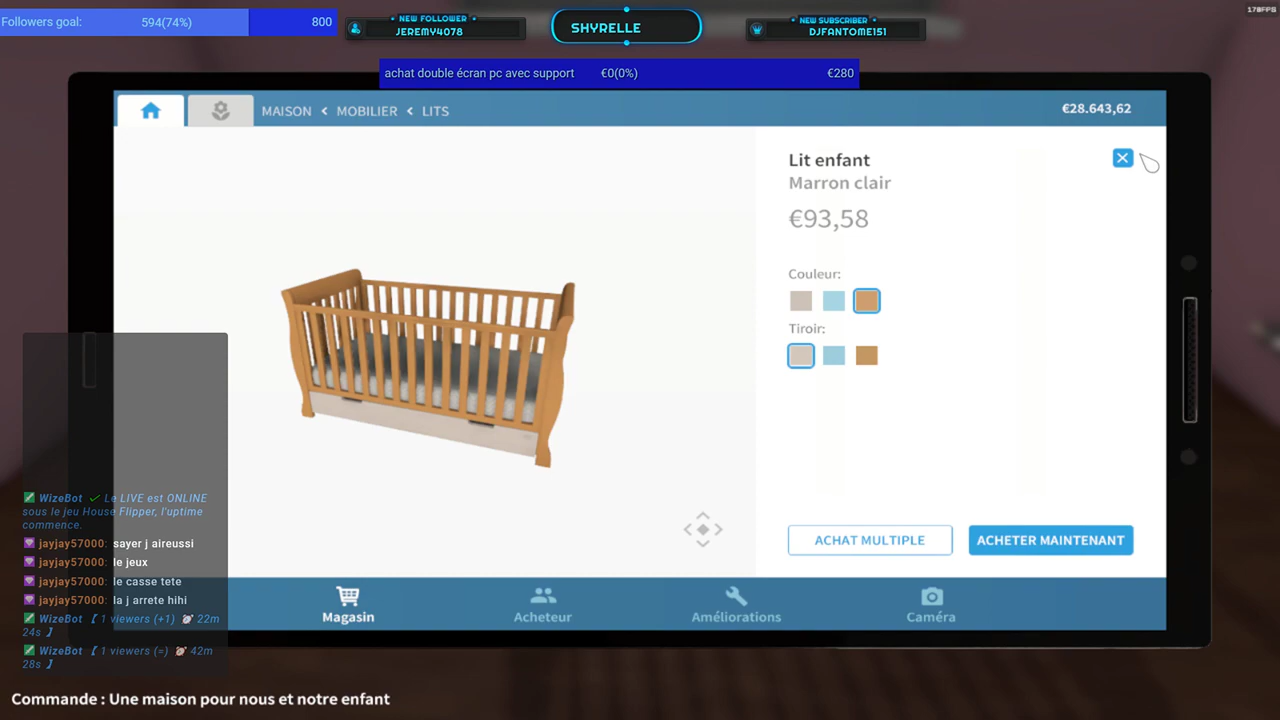 Followers goal: 594(74%) 800
NEW FOLLOWER
JEREMY4078
SHYRELLE
NEW SUBSCRIBER
DJFANTOME151
178FPS
achat double écran pc avec support €0(0%) €280
MAISON < MOBILIER < LITS
€28.643,62
Lit enfant
Marron clair
€93,58
Couleur:
Tiroir:
ACHAT MULTIPLE
ACHETER MAINTENANT
Magasin
Acheteur
Améliorations
Caméra
WizeBot Le LIVE est ONLINE
sous le jeu House Flipper, l'uptime
commence.
jayjay57000: sayer j aireussi
jayjay57000: le jeux
jayjay57000: le casse tete
jayjay57000: la j arrete hihi
WizeBot 【 1 viewers (+1) 22m
24s 】
WizeBot 【 1 viewers (=) 42m
28s 】
Commande : Une maison pour nous et notre enfant